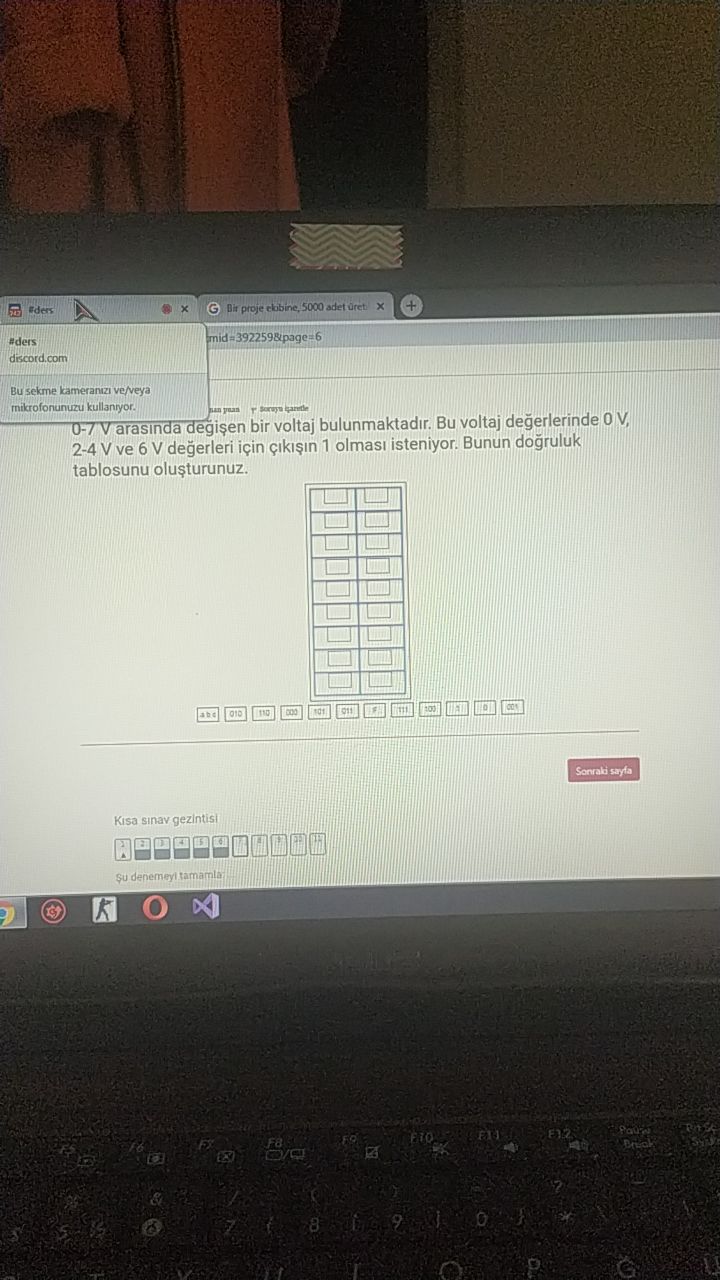 #ders
Bir proje ekibine, 5000 adet üret
#ders
discord.com
mid=392259&page=6
Bu sekme kameranızı ve/veya
mikrofonunuzu kullanıyor.
puan Soruyu işaretle
0-7 V arasında değişen bir voltaj bulunmaktadır. Bu voltaj değerlerinde 0 V,
2-4 V ve 6 V değerleri için çıkışın 1 olması isteniyor. Bunun doğruluk
tablosunu oluşturunuz.
a b c 010 110 000 101 011 F 111 100 1 0 001
Sonraki sayfa
Kısa sınav gezintisi
1 2 3 4 5 6 7 8 9 10 11
Şu denemeyi tamamla
F7 F8 F9 F10 F11 F12 Pause
Break
7 8 9 0